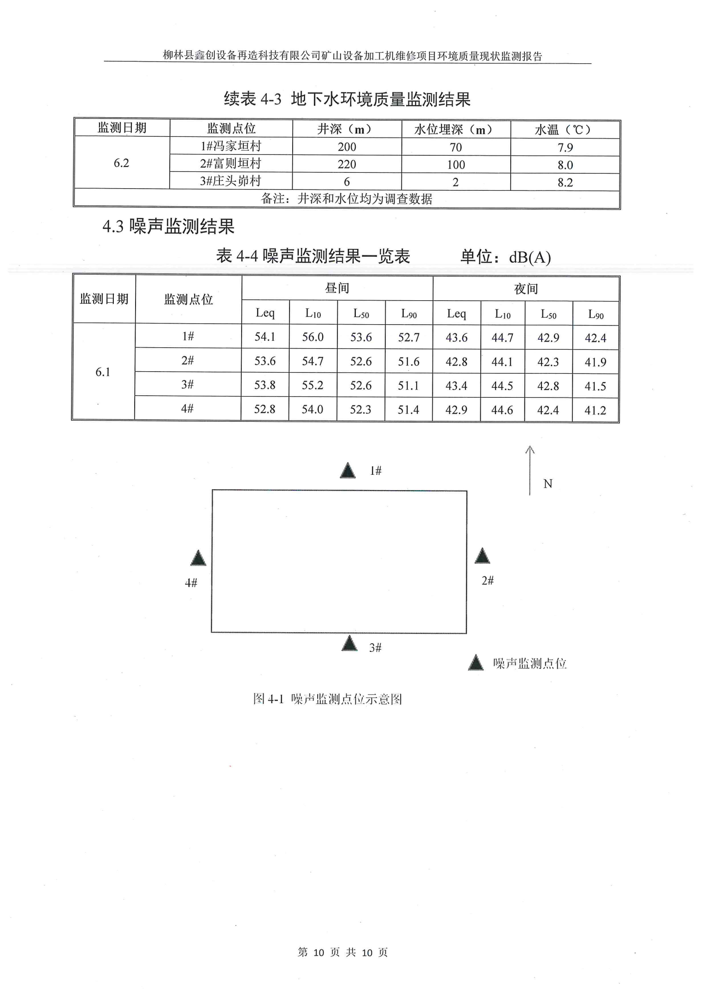 柳林县鑫创设备再造科技有限公司矿山设备加工机维修项目环境质量现状监测报告
续表 4-3 地下水环境质量监测结果
监测日期 监测点位 井深（m） 水位埋深（m） 水温（℃）
6.2 1#冯家垣村 200 70 7.9
2#富则垣村 220 100 8.0
3#庄头峁村 6 2 8.2
备注：井深和水位均为调查数据
4.3 噪声监测结果
表 4-4 噪声监测结果一览表 单位：dB(A)
监测日期 监测点位 昼间 夜间
Leq L10 L50 L90 Leq L10 L50 L90
6.1 1# 54.1 56.0 53.6 52.7 43.6 44.7 42.9 42.4
2# 53.6 54.7 52.6 51.6 42.8 44.1 42.3 41.9
3# 53.8 55.2 52.6 51.1 43.4 44.5 42.8 41.5
4# 52.8 54.0 52.3 51.4 42.9 44.6 42.4 41.2
1#
N
4#
2#
3#
噪声监测点位
图 4-1 噪声监测点位示意图
第 10 页 共 10 页